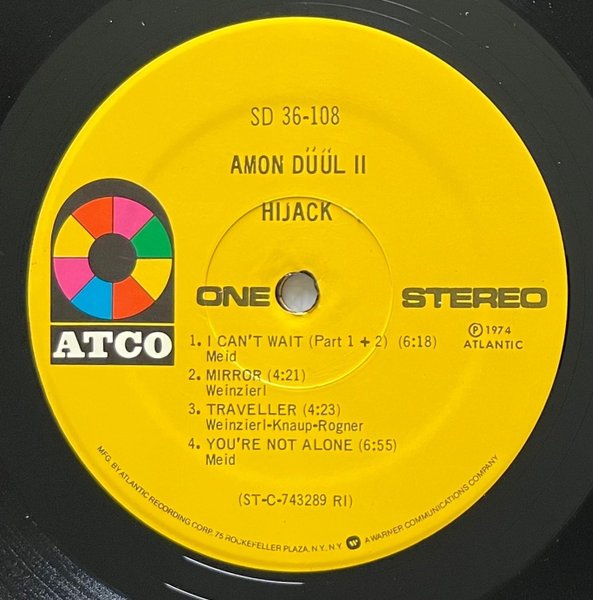 SD 36-108
AMON DÜÜL II
HIJACK
ATCO
ONE
STEREO
℗ 1974
ATLANTIC
1. I CAN'T WAIT (Part 1 + 2) (6:18)
Meid
2. MIRROR (4:21)
Weinzierl
3. TRAVELLER (4:23)
Weinzierl-Knaup-Rogner
4. YOU'RE NOT ALONE (6:55)
Meid
(ST-C-743289 RI)
MFG. BY ATLANTIC RECORDING CORP. 75 ROCKEFELLER PLAZA, N.Y. N.Y. W A WARNER COMMUNICATIONS COMPANY